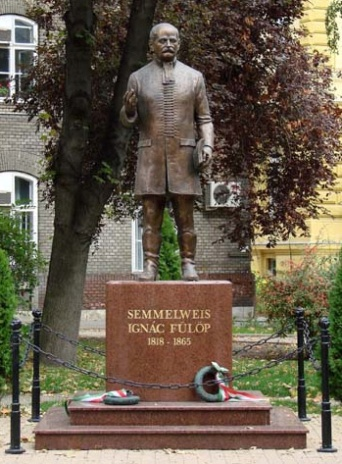 SEMMELWEIS
IGNÁC FÜLÖP
1818 - 1865